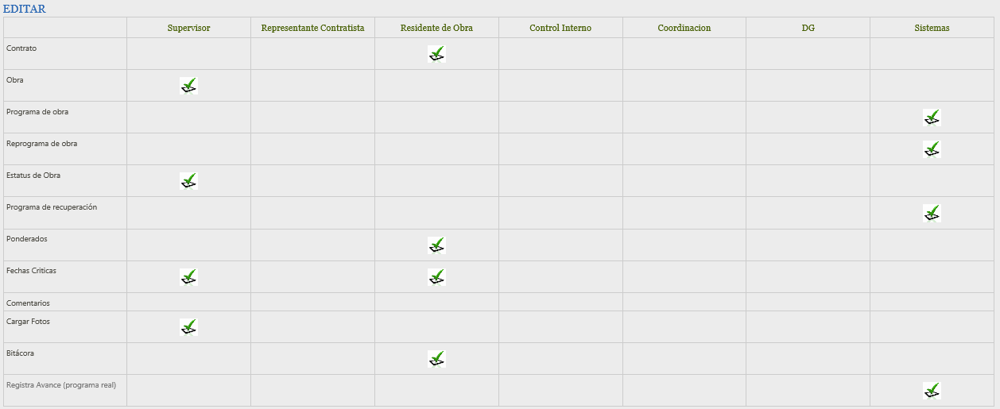 EDITAR
Supervisor Representante Contratista Residente de Obra Control Interno Coordinacion DG Sistemas
Contrato
Obra
Programa de obra
Reprograma de obra
Estatus de Obra
Programa de recuperación
Ponderados
Fechas Criticas
Comentarios
Cargar Fotos
Bitácora
Registra Avance (programa real)